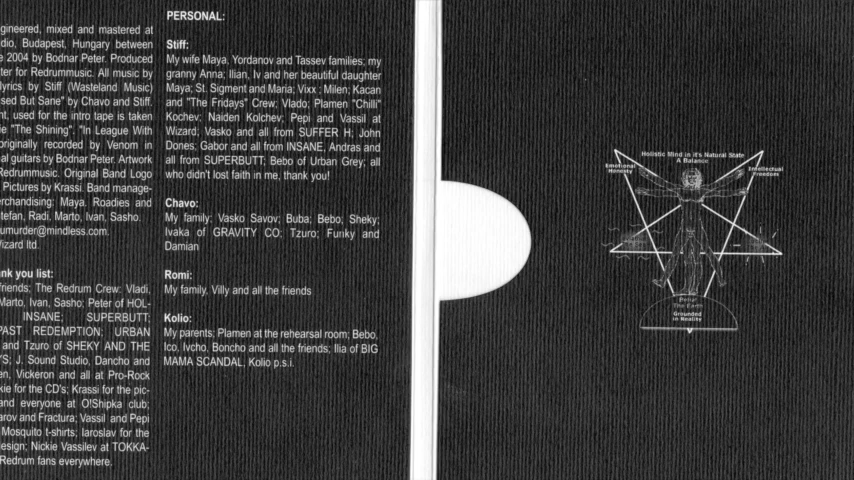 gineered, mixed and mastered at
dio, Budapest, Hungary between
e 2004 by Bodnar Peter. Produced
ter for Redrummusic. All music by
lyrics by Stiff (Wasteland Music)
sed But Sane" by Chavo and Stiff.
nt, used for the intro tape is taken
ie "The Shining". "In League With
originally recorded by Venom in
al guitars by Bodnar Peter. Artwork
Redrummusic. Original Band Logo
Pictures by Krassi. Band manage-
erchandising: Maya. Roadies and
tefan, Radi, Marto, Ivan, Sasho.
umurder@mindless.com.
izard ltd.
ank you list:
friends; The Redrum Crew: Vladi,
Marto, Ivan, Sasho; Peter of HOL-
INSANE; SUPERBUTT;
PAST REDEMPTION; URBAN
and Tzuro of SHEKY AND THE
YS; J. Sound Studio, Dancho and
en, Vickeron and all at Pro-Rock
kie for the CD's; Krassi for the pic-
and everyone at O!Shipka club;
arov and Fractura; Vassil and Pepi
Mosquito t-shirts; Iaroslav for the
esign; Nickie Vassilev at TOKKA-
Redrum fans everywhere.
PERSONAL:
Stiff:
My wife Maya, Yordanov and Tassev families; my
granny Anna; Ilian, Iv and her beautiful daughter
Maya; St. Sigment and Maria; Vixx ; Milen; Kacan
and "The Fridays" Crew; Vlado; Plamen "Chilli"
Kochev; Naiden Kolchev; Pepi and Vassil at
Wizard; Vasko and all from SUFFER H; John
Dones; Gabor and all from INSANE, Andras and
all from SUPERBUTT; Bebo of Urban Grey; all
who didn't lost faith in me, thank you!
Chavo:
My family; Vasko Savov; Buba; Bebo; Sheky;
Ivaka of GRAVITY CO; Tzuro; Funky and
Damian
Romi:
My family, Villy and all the friends
Kolio:
My parents; Plamen at the rehearsal room; Bebo,
Ico, Ivcho, Boncho and all the friends; Ilia of BIG
MAMA SCANDAL. Kolio p.s.i.
Holistic Mind in it's Natural State
A Balance
Emotional
Honesty
Intellectual
Freedom
Belial
The Earth
Grounded
in Reality